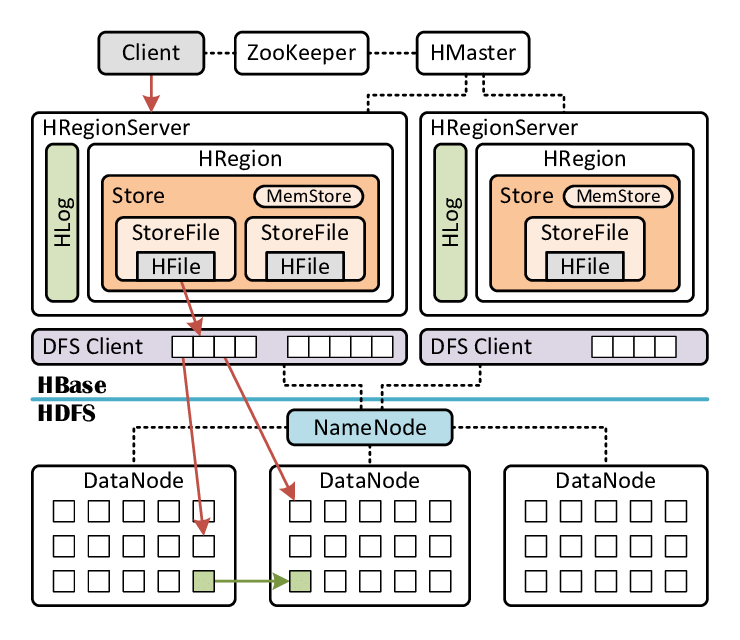 Client
ZooKeeper
HMaster
HRegionServer
HLog
HRegion
Store
MemStore
StoreFile
HFile
StoreFile
HFile
HRegionServer
HLog
HRegion
Store
MemStore
StoreFile
HFile
DFS Client
DFS Client
HBase
HDFS
NameNode
DataNode
DataNode
DataNode